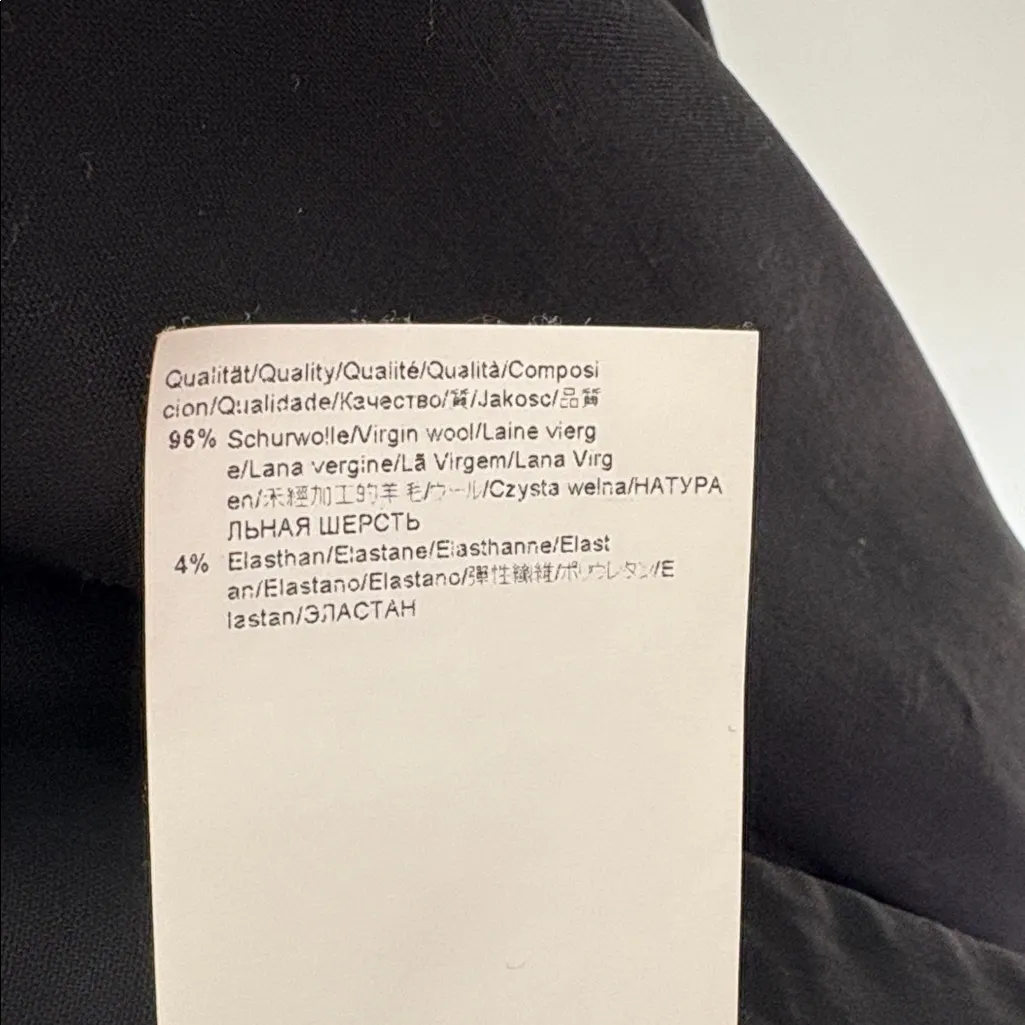 Qualität/Quality/Qualité/Qualità/Composi
cion/Qualidade/Качество/質/Jakosc/品質
96% Schurwolle/Virgin wool/Laine vierg
e/Lana vergine/Lã Virgem/Lana Virg
en/未經加工的羊毛/ウール/Czysta welna/НАТУРА
ЛЬНАЯ ШЕРСТЬ
4% Elasthan/Elastane/Elasthanne/Elast
an/Elastano/Elastano/彈性纖維/ポリウレタン/E
lastan/ЭЛАСТАН